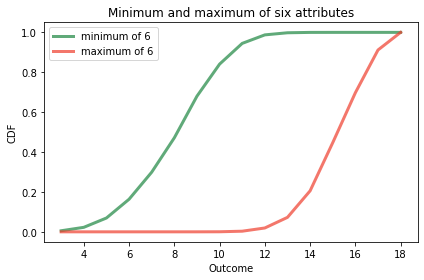 Minimum and maximum of six attributes
minimum of 6
maximum of 6
CDF
1.0
0.8
0.6
0.4
0.2
0.0
4 6 8 10 12 14 16 18
Outcome